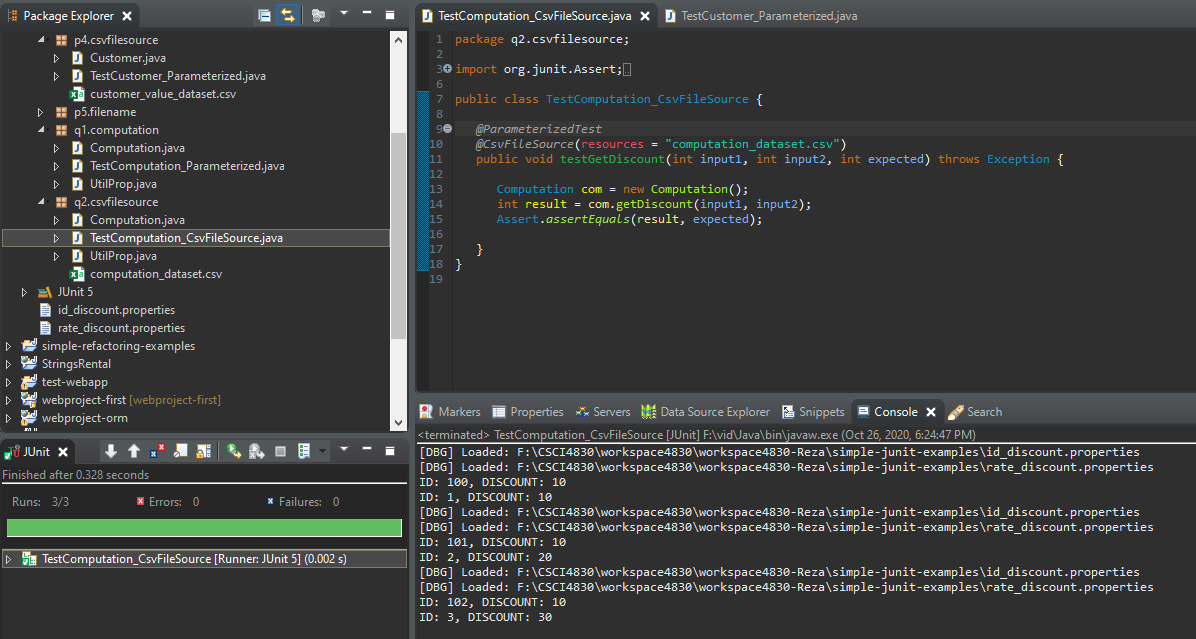 Package Explorer
p4.csvfilesource
Customer.java
TestCustomer_Parameterized.java
customer_value_dataset.csv
p5.filename
q1.computation
Computation.java
TestComputation_Parameterized.java
UtilProp.java
q2.csvfilesource
Computation.java
TestComputation_CsvFileSource.java
UtilProp.java
computation_dataset.csv
JUnit 5
id_discount.properties
rate_discount.properties
simple-refactoring-examples
StringsRental
test-webapp
webproject-first [webproject-first]
webproject-orm
JUnit
Finished after 0.328 seconds
Runs: 3/3 Errors: 0 Failures: 0
TestComputation_CsvFileSource [Runner: JUnit 5] (0.002 s)
TestComputation_CsvFileSource.java TestCustomer_Parameterized.java
1 package q2.csvfilesource;
2
3 import org.junit.Assert;
6
7 public class TestComputation_CsvFileSource {
8
9 @ParameterizedTest
10 @CsvFileSource(resources = "computation_dataset.csv")
11 public void testGetDiscount(int input1, int input2, int expected) throws Exception {
12
13 Computation com = new Computation();
14 int result = com.getDiscount(input1, input2);
15 Assert.assertEquals(result, expected);
16
17 }
18 }
19
Markers Properties Servers Data Source Explorer Snippets Console Search
<terminated> TestComputation_CsvFileSource [JUnit] F:\vid\Java\bin\javaw.exe (Oct 26, 2020, 6:24:47 PM)
[DBG] Loaded: F:\CSCI4830\workspace4830\workspace4830-Reza\simple-junit-examples\id_discount.properties
[DBG] Loaded: F:\CSCI4830\workspace4830\workspace4830-Reza\simple-junit-examples\rate_discount.properties
ID: 100, DISCOUNT: 10
ID: 1, DISCOUNT: 10
[DBG] Loaded: F:\CSCI4830\workspace4830\workspace4830-Reza\simple-junit-examples\id_discount.properties
[DBG] Loaded: F:\CSCI4830\workspace4830\workspace4830-Reza\simple-junit-examples\rate_discount.properties
ID: 101, DISCOUNT: 10
ID: 2, DISCOUNT: 20
[DBG] Loaded: F:\CSCI4830\workspace4830\workspace4830-Reza\simple-junit-examples\id_discount.properties
[DBG] Loaded: F:\CSCI4830\workspace4830\workspace4830-Reza\simple-junit-examples\rate_discount.properties
ID: 102, DISCOUNT: 10
ID: 3, DISCOUNT: 30